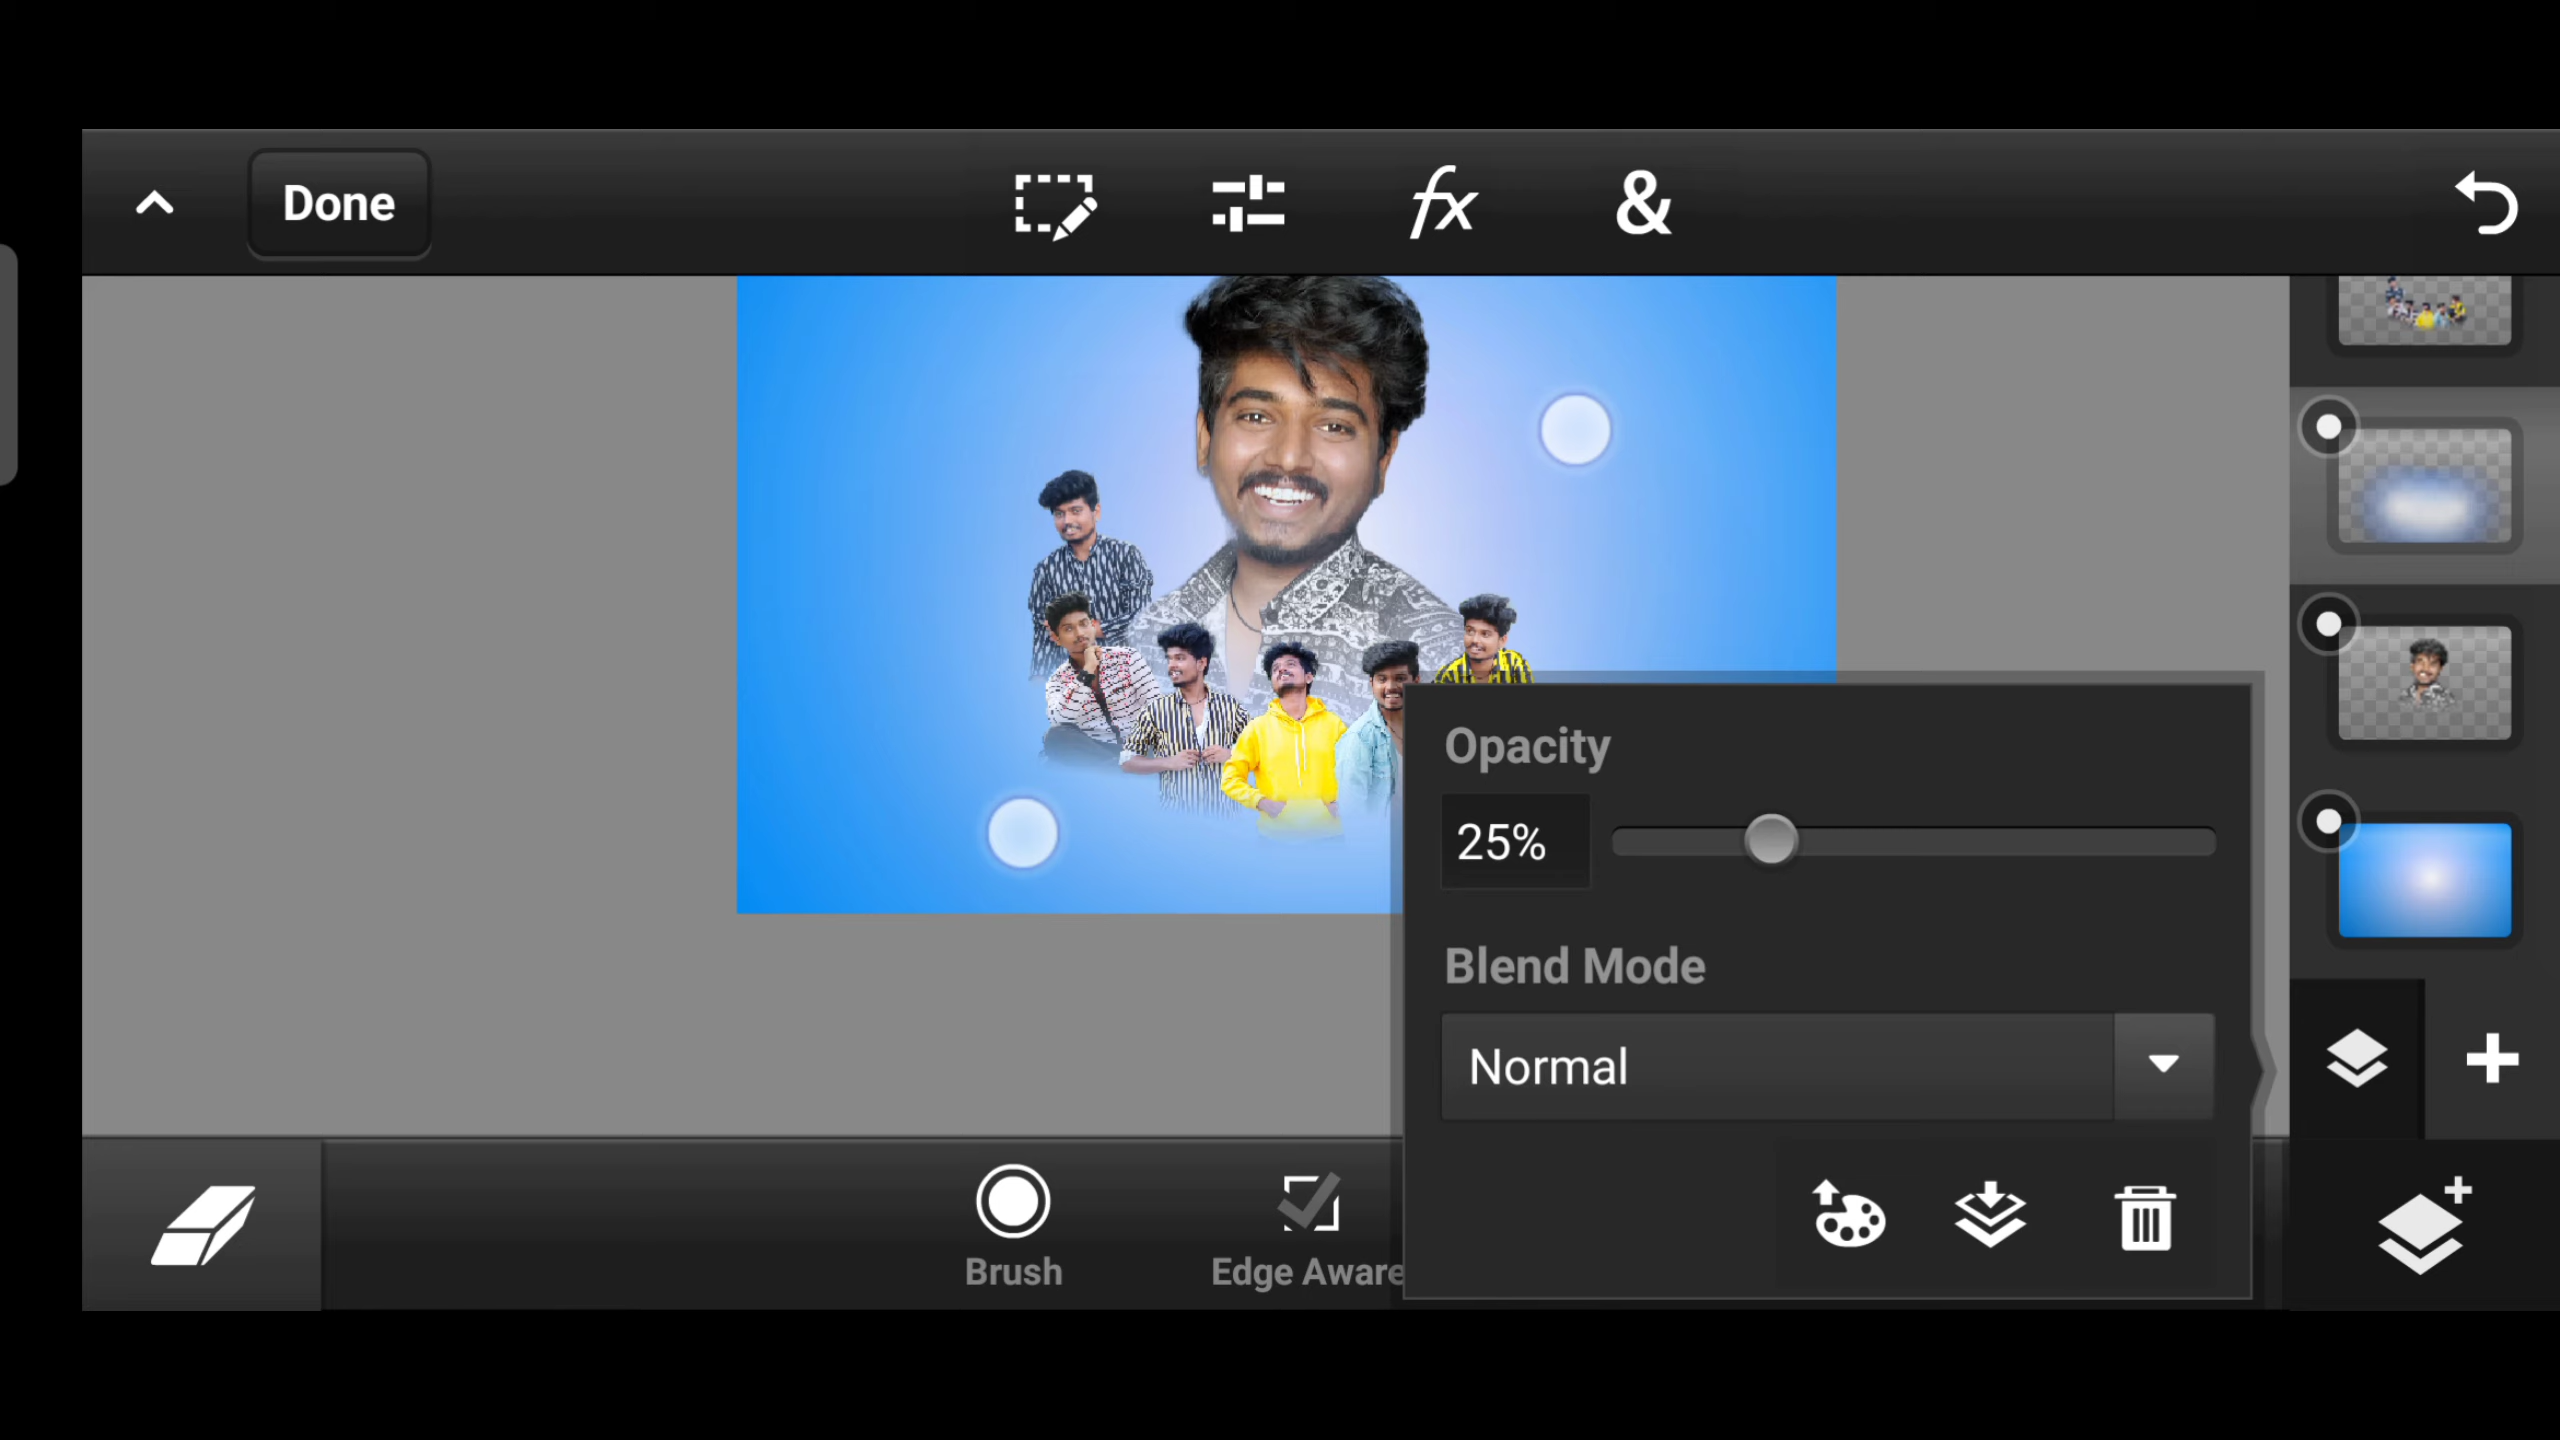 Done
fx
&
Opacity
25%
Blend Mode
Normal
Brush
Edge Aware